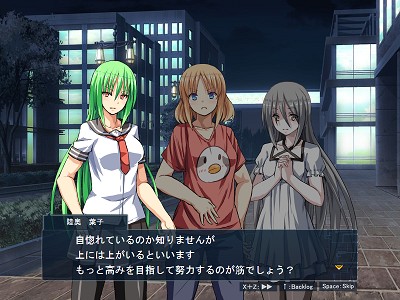 陸奥 葉子
自惚れているのか知りませんが
上には上がいるといいます
もっと高みを目指して努力するのが筋でしょう？
X+Z: ▶▶ ↑:Backlog Space:Skip